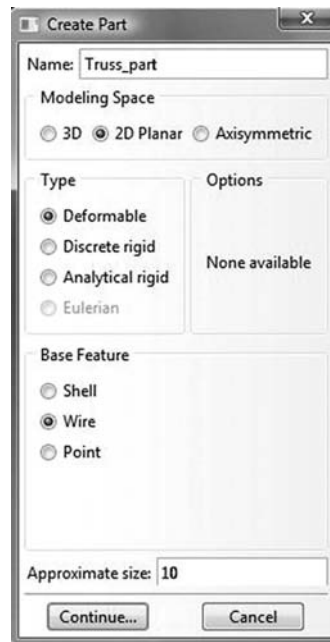 Create Part
Name: Truss_part
Modeling Space
3D 2D Planar Axisymmetric
Type
Options
Deformable
Discrete rigid
Analytical rigid
Eulerian
None available
Base Feature
Shell
Wire
Point
Approximate size: 10
Continue... Cancel